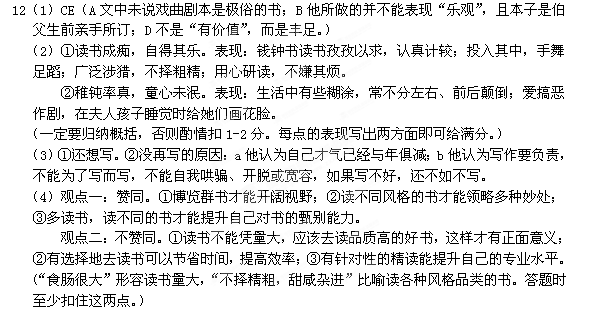 12（1）CE（A文中未说戏曲剧本是极俗的书；B他所做的并不能表现“乐观”，且本子是伯
父生前亲手所订；D不是“有价值”，而是丰足。）
（2）①读书成痴，自得其乐。表现：钱钟书读书孜孜以求，认真计较；投入其中，手舞
足蹈；广泛涉猎，不择粗精；用心研读，不嫌其烦。
②稚钝率真，童心未泯。表现：生活中有些糊涂，常不分左右、前后颠倒；爱搞恶
作剧，在夫人孩子睡觉时给她们画花脸。
(一定要归纳概括，否则酌情扣1-2分。每点的表现写出两方面即可给满分。）
（3）①还想写。②没再写的原因：a他认为自己才气已经与年俱减；b他认为写作要负责，
不能为了写而写，不能自我哄骗、开脱或宽容，如果写不好，还不如不写。
（4）观点一：赞同。①博览群书才能开阔视野；②读不同风格的书才能领略多种妙处；
③多读书，读不同的书才能提升自己对书的甄别能力。
观点二：不赞同。①读书不能凭量大，应该去读品质高的好书，这样才有正面意义；
②有选择地去读书可以节省时间，提高效率；③有针对性的精读能提升自己的专业水平。
（“食肠很大”形容读书量大，“不择精粗，甜咸杂进”比喻读各种风格品类的书。答题时
至少扣住这两点。）